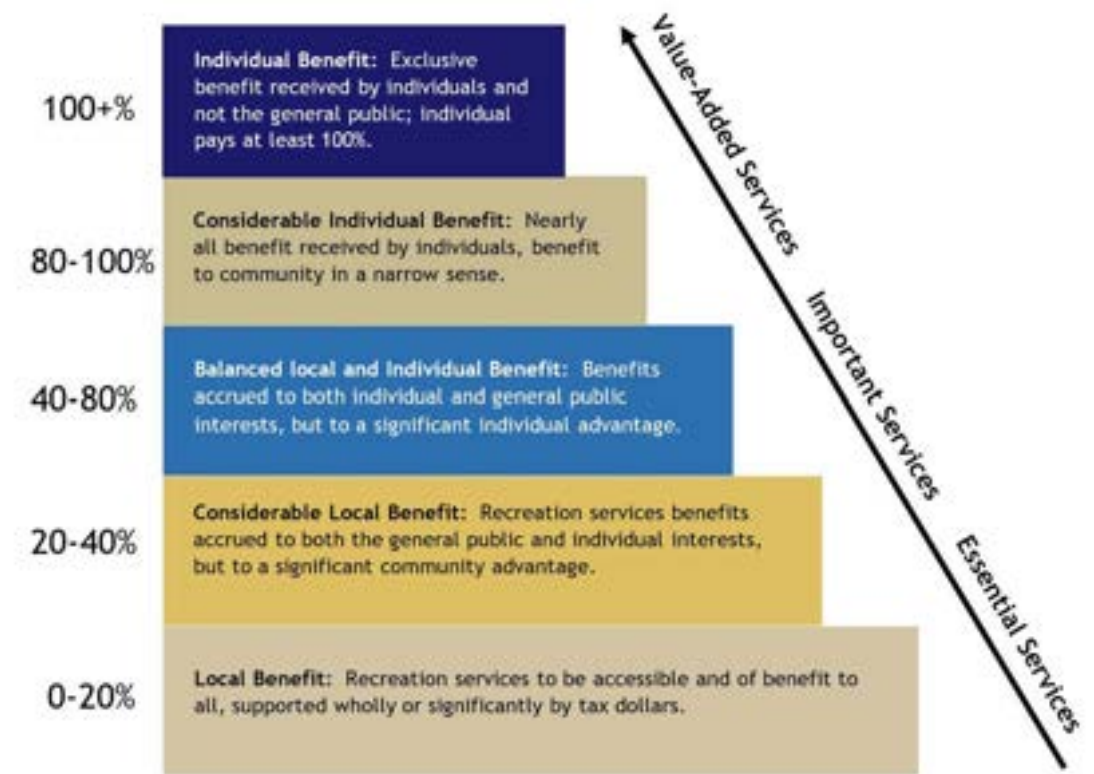 100+%
Individual Benefit: Exclusive
benefit received by individuals and
not the general public; individual
pays at least 100%.
80-100%
Considerable Individual Benefit: Nearly
all benefit received by individuals, benefit
to community in a narrow sense.
40-80%
Balanced local and Individual Benefit: Benefits
accrued to both individual and general public
interests, but to a significant individual advantage.
20-40%
Considerable Local Benefit: Recreation services benefits
accrued to both the general public and individual interests,
but to a significant community advantage.
0-20%
Local Benefit: Recreation services to be accessible and of benefit to
all, supported wholly or significantly by tax dollars.
Value-Added Services
Important Services
Essential Services